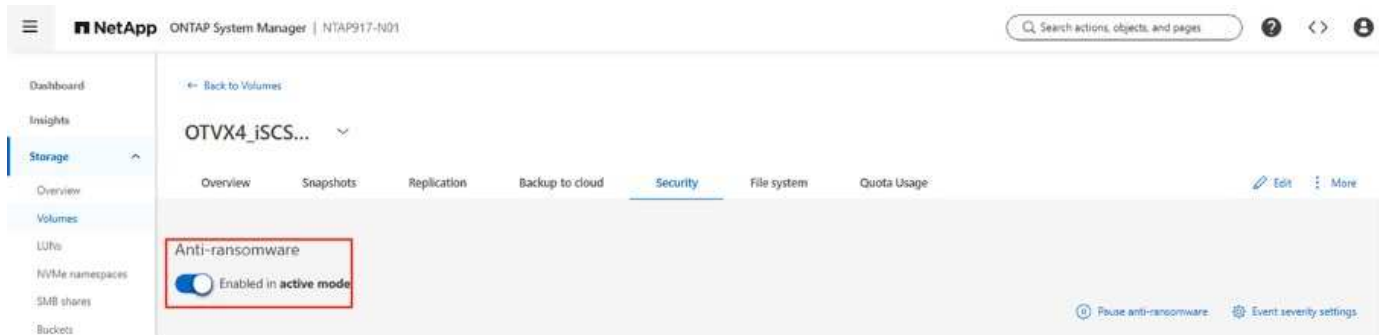 NetApp ONTAP System Manager | NTAP917-N01
Search actions, objects, and pages
Dashboard
Insights
Storage
Overview
Volumes
LUNs
NVMe namespaces
SMB shares
Buckets
Back to Volumes
OTVX4_iSCS...
Overview Snapshots Replication Backup to cloud Security File system Quota Usage
Edit More
Anti-ransomware
Enabled in active mode
Pause anti-ransomware Event severity settings